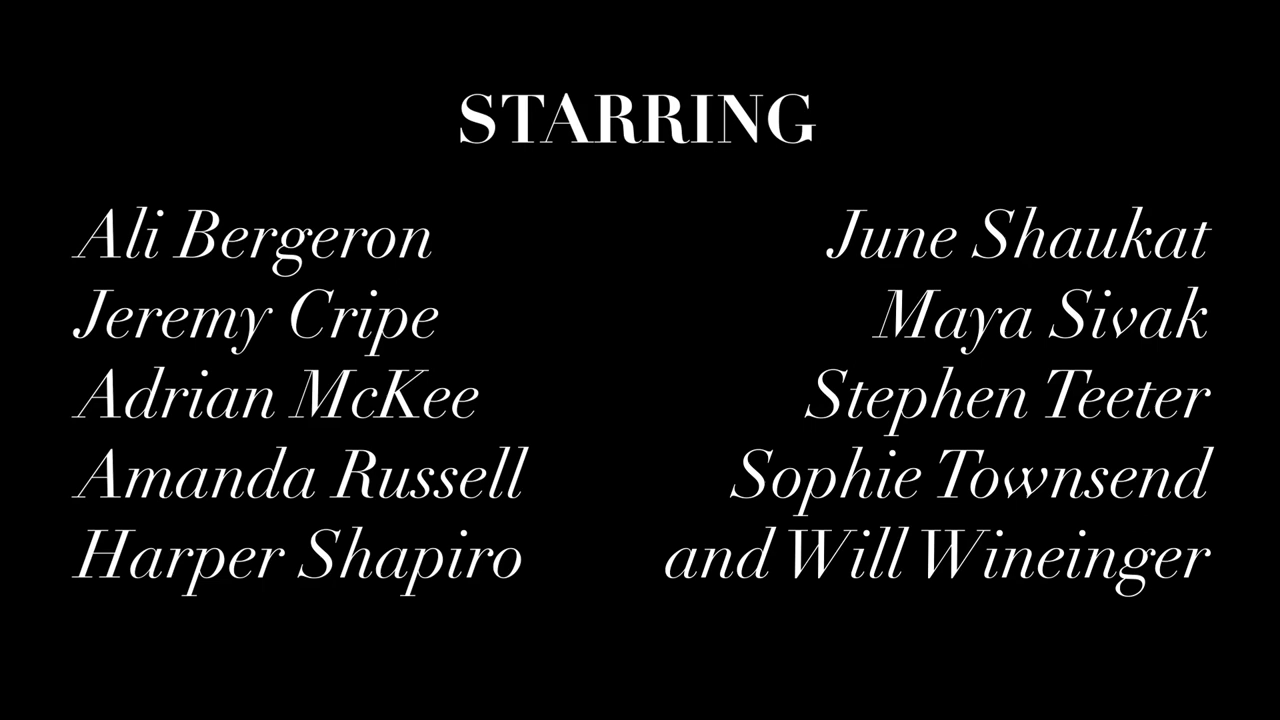 STARRING
Ali Bergeron
Jeremy Cripe
Adrian McKee
Amanda Russell
Harper Shapiro
June Shaukat
Maya Sivak
Stephen Teeter
Sophie Townsend
and Will Wineinger